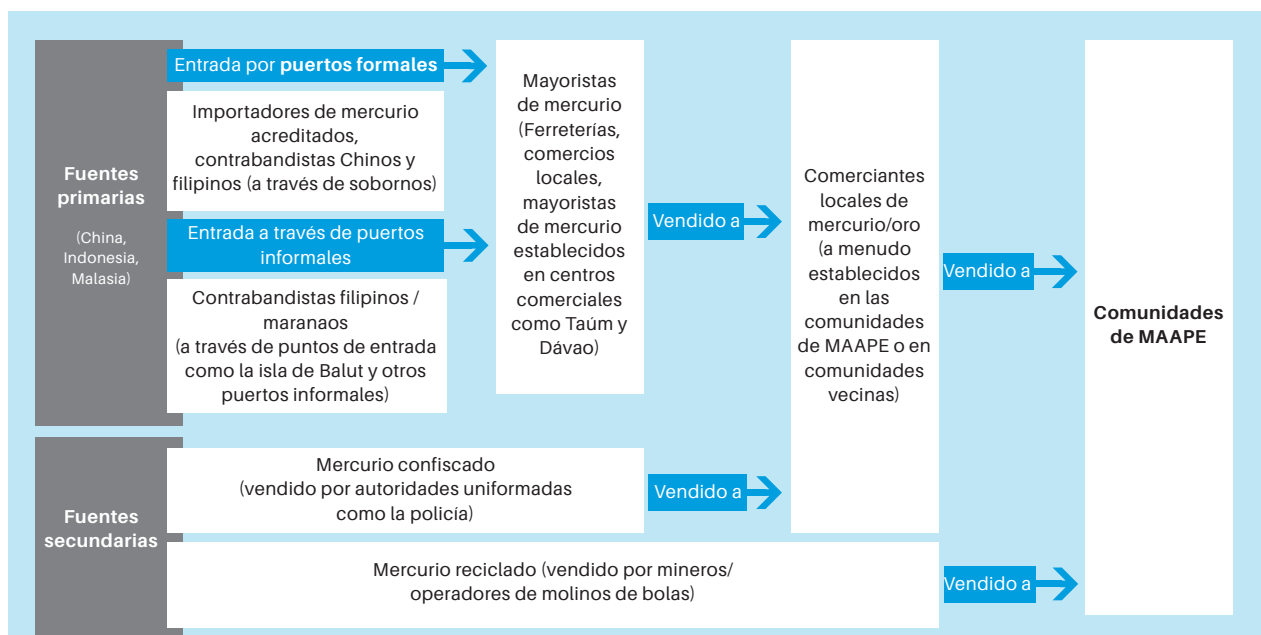 Fuentes
primarias
(China,
Indonesia,
Malasia)
Entrada por puertos formales
Importadores de mercurio
acreditados,
contrabandistas Chinos y
filipinos (a través de sobornos)
Entrada a través de puertos
informales
Contrabandistas filipinos /
maranaos
(a través de puntos de entrada
como la isla de Balut y otros
puertos informales)
Mayoristas
de mercurio
(Ferreterías,
comercios
locales,
mayoristas
de mercurio
establecidos
en centros
comerciales
como Taúm y
Dávao)
Vendido a
Comerciantes
locales de
mercurio/oro
(a menudo
establecidos
en las
comunidades
de MAAPE o en
comunidades
vecinas)
Vendido a
Comunidades
de MAAPE
Fuentes
secundarias
Mercurio confiscado
(vendido por autoridades uniformadas
como la policía)
Vendido a
Mercurio reciclado (vendido por mineros/
operadores de molinos de bolas)
Vendido a